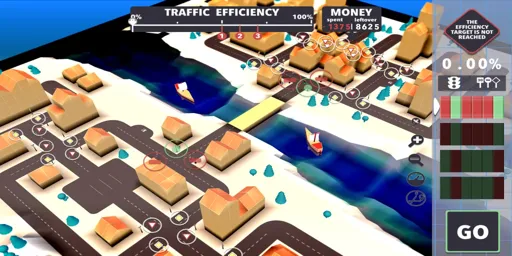 TRAFFIC EFFICIENCY
0%
100%
1 2 3
MONEY
spent leftover
1375 8625
THE
EFFICIENCY
TARGET IS NOT
REACHED
0.00%
GO